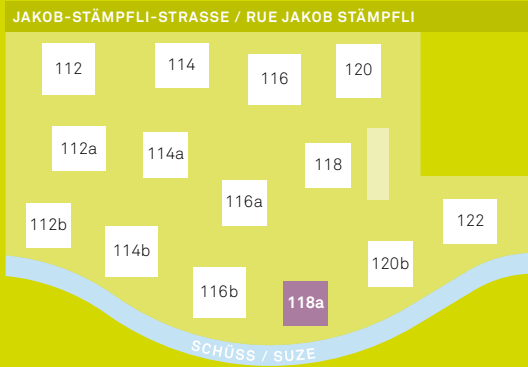 JAKOB-STÄMPFLI-STRASSE / RUE JAKOB STÄMPFLI
112
114
116
120
112a
114a
118
116a
112b
114b
122
120b
116b
118a
SCHÜSS / SUZE